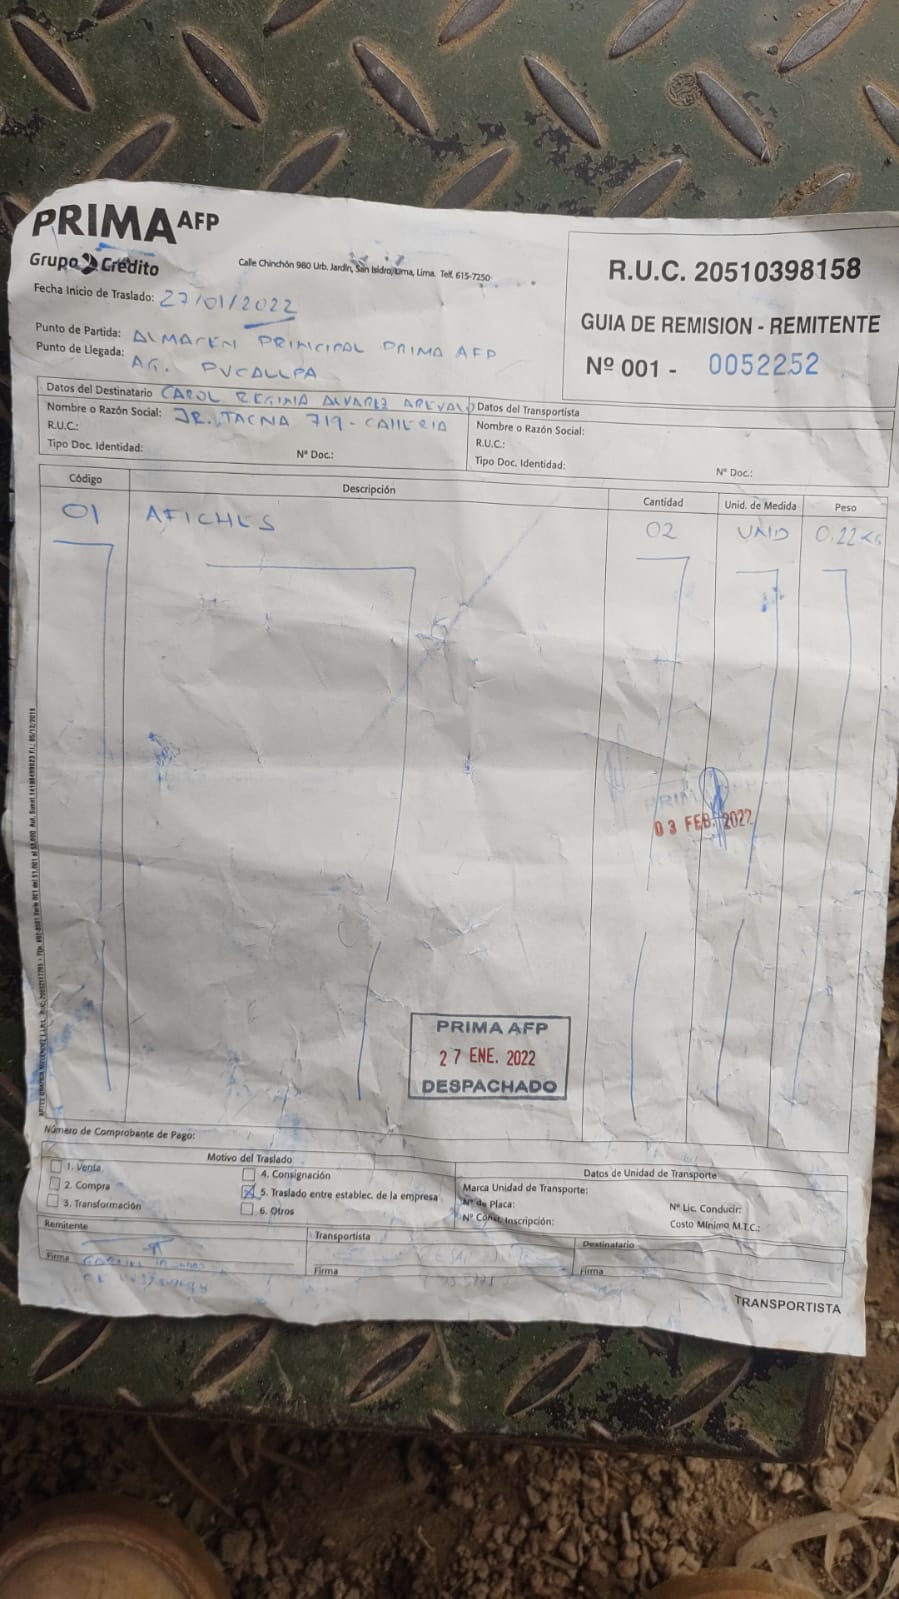 PRIMA AFP
Grupo Crédito
Calle Chinchón 980 Urb. Jardín, San Isidro, Lima, Lima. Telf. 615-7250
R.U.C. 20510398158
GUIA DE REMISION - REMITENTE
Nº 001 - 0052252
Fecha Inicio de Traslado: 27/01/2022
Punto de Partida: ALMACEN PRINCIPAL PRIMA AFP
Punto de Llegada: AG. PUCALLPA
Datos del Destinatario CAROL REGINA ALVAREZ AREVALO
Nombre o Razón Social: JR. TACNA 719 - CALLERIA
R.U.C.:
Tipo Doc. Identidad: Nº Doc.:
Datos del Transportista
Nombre o Razón Social:
R.U.C.:
Tipo Doc. Identidad: Nº Doc.:
Código Descripción Cantidad Unid. de Medida Peso
01 AFICHES 02 UNID 0.22 KG
PRIMA AFP
03 FEB. 2022
PRIMA AFP
27 ENE. 2022
DESPACHADO
Número de Comprobante de Pago:
Motivo del Traslado
1. Venta
2. Compra
3. Transformación
4. Consignación
5. Traslado entre establec. de la empresa
6. Otros
Datos de Unidad de Transporte
Marca Unidad de Transporte:
Nº de Placa: Nº Lic. Conducir:
Nº Const. Inscripción: Costo Mínimo M.T.C.:
Remitente
Firma
Transportista
Firma
Destinatario
Firma
TRANSPORTISTA